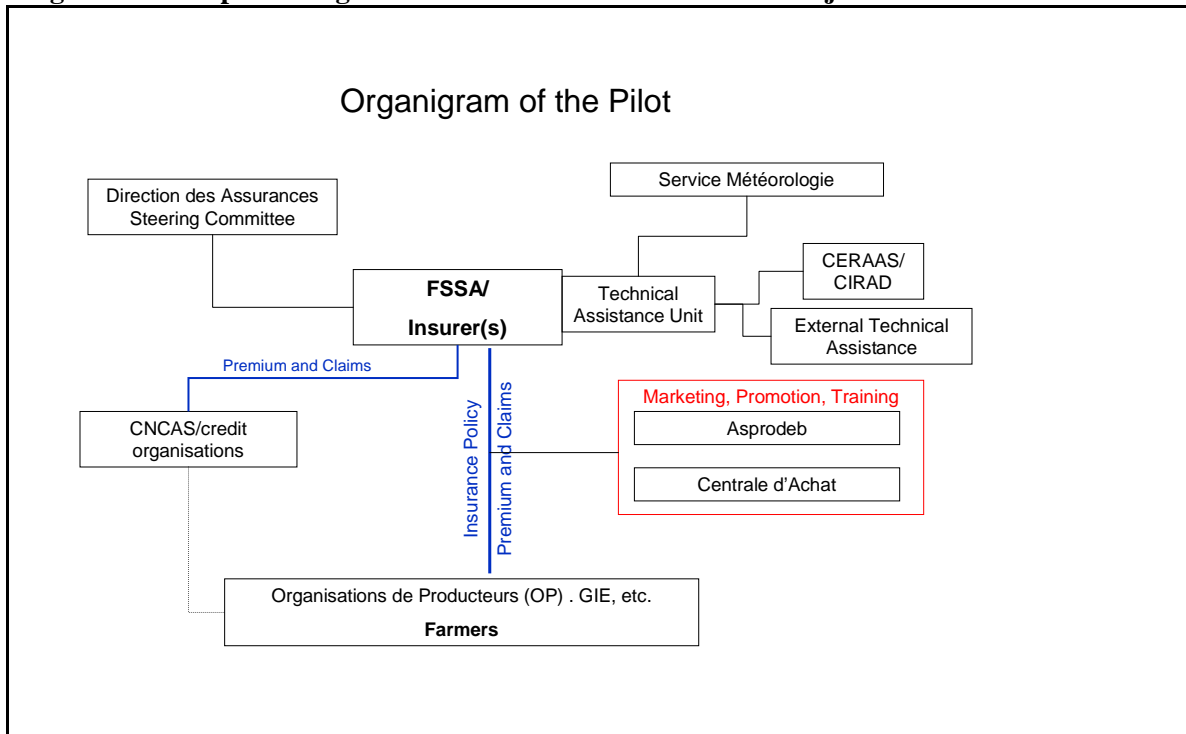 Organigram of the Pilot
Service Météorologie
Direction des Assurances
Steering Committee
CERAAS/
CIRAD
FSSA/
Insurer(s)
Technical
Assistance Unit
External Technical
Assistance
Premium and Claims
Marketing, Promotion, Training
Asprodeb
Centrale d'Achat
CNCAS/credit
organisations
Insurance Policy
Premium and Claims
Organisations de Producteurs (OP) . GIE, etc.
Farmers